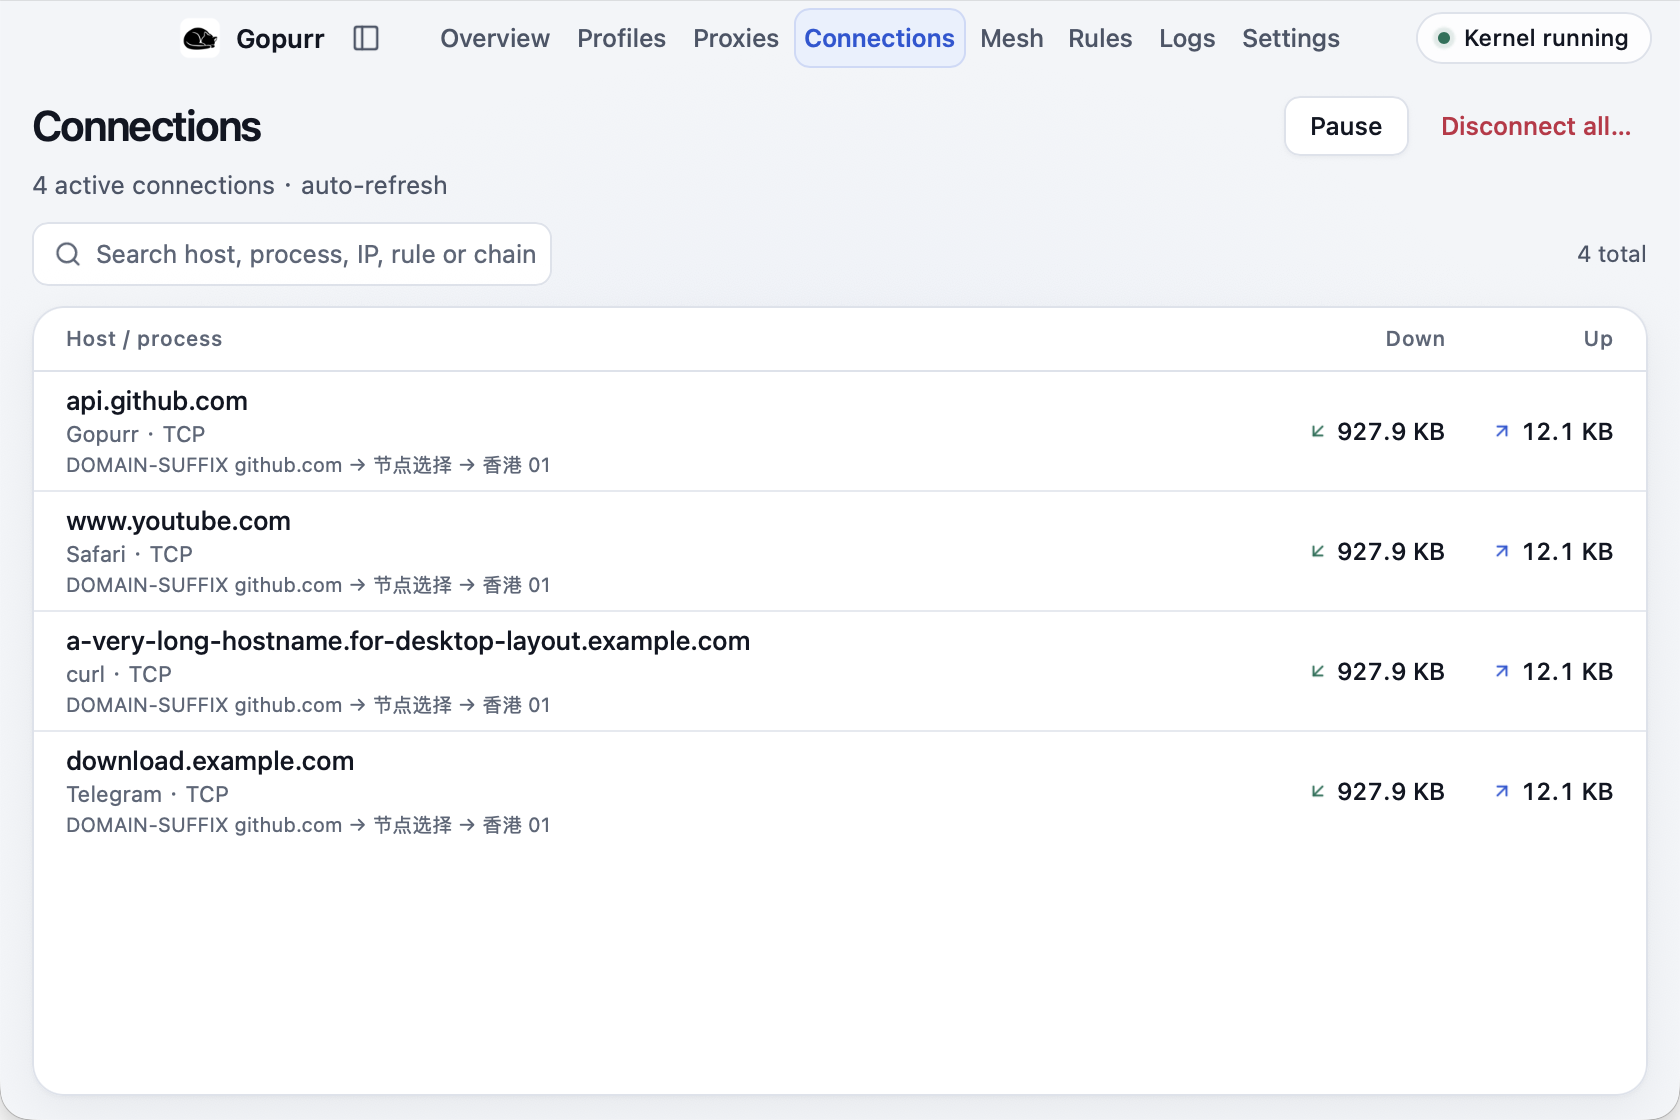 Gopurr Overview Profiles Proxies Connections Mesh Rules Logs Settings Kernel running
Connections Pause Disconnect all...
4 active connections · auto-refresh
Search host, process, IP, rule or chain 4 total
Host / process Down Up
api.github.com
Gopurr · TCP ↙ 927.9 KB ↗ 12.1 KB
DOMAIN-SUFFIX github.com → 节点选择 → 香港 01
www.youtube.com
Safari · TCP ↙ 927.9 KB ↗ 12.1 KB
DOMAIN-SUFFIX github.com → 节点选择 → 香港 01
a-very-long-hostname.for-desktop-layout.example.com
curl · TCP ↙ 927.9 KB ↗ 12.1 KB
DOMAIN-SUFFIX github.com → 节点选择 → 香港 01
download.example.com
Telegram · TCP ↙ 927.9 KB ↗ 12.1 KB
DOMAIN-SUFFIX github.com → 节点选择 → 香港 01